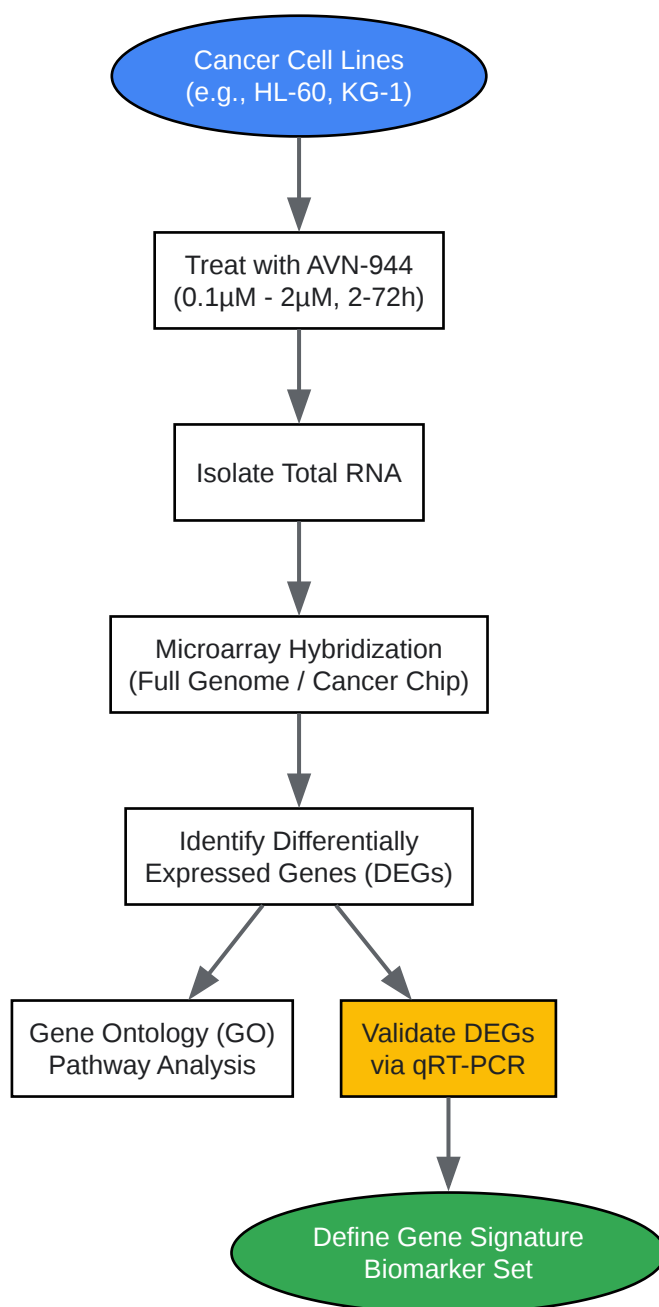 Cancer Cell Lines
(e.g., HL-60, KG-1)
Treat with AVN-944
(0.1µM - 2µM, 2-72h)
Isolate Total RNA
Microarray Hybridization
(Full Genome / Cancer Chip)
Identify Differentially
Expressed Genes (DEGs)
Gene Ontology (GO)
Pathway Analysis
Validate DEGs
via qRT-PCR
Define Gene Signature
Biomarker Set